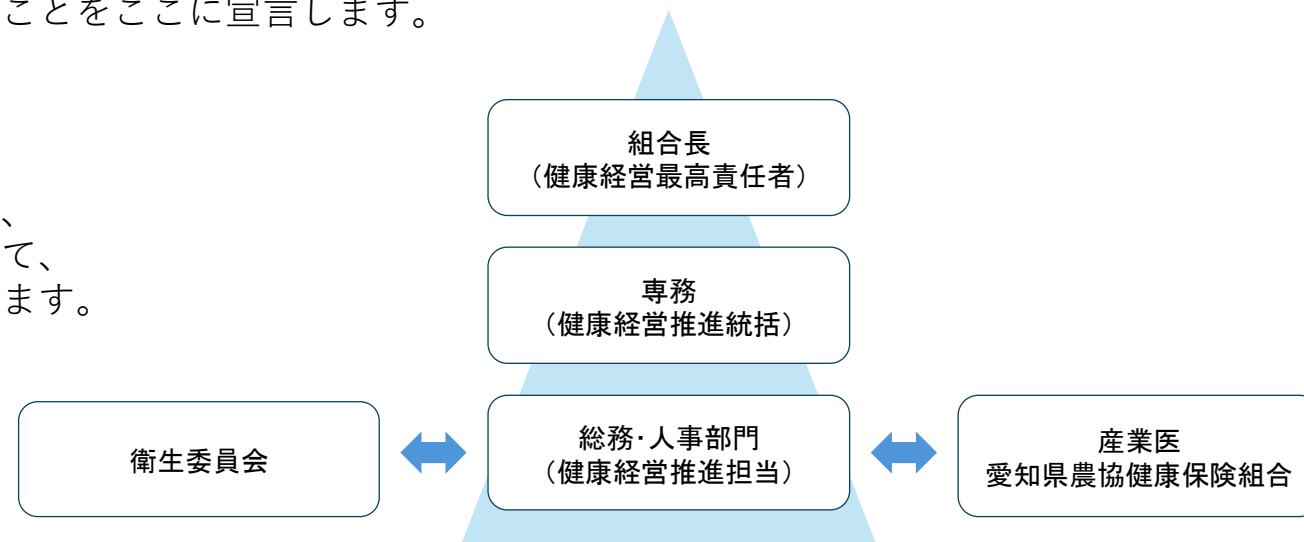 ことをここに宣言します。
組合長
（健康経営最高責任者）
、
て、
ます。
専務
（健康経営推進統括）
衛生委員会
総務・人事部門
（健康経営推進担当）
産業医
愛知県農協健康保険組合